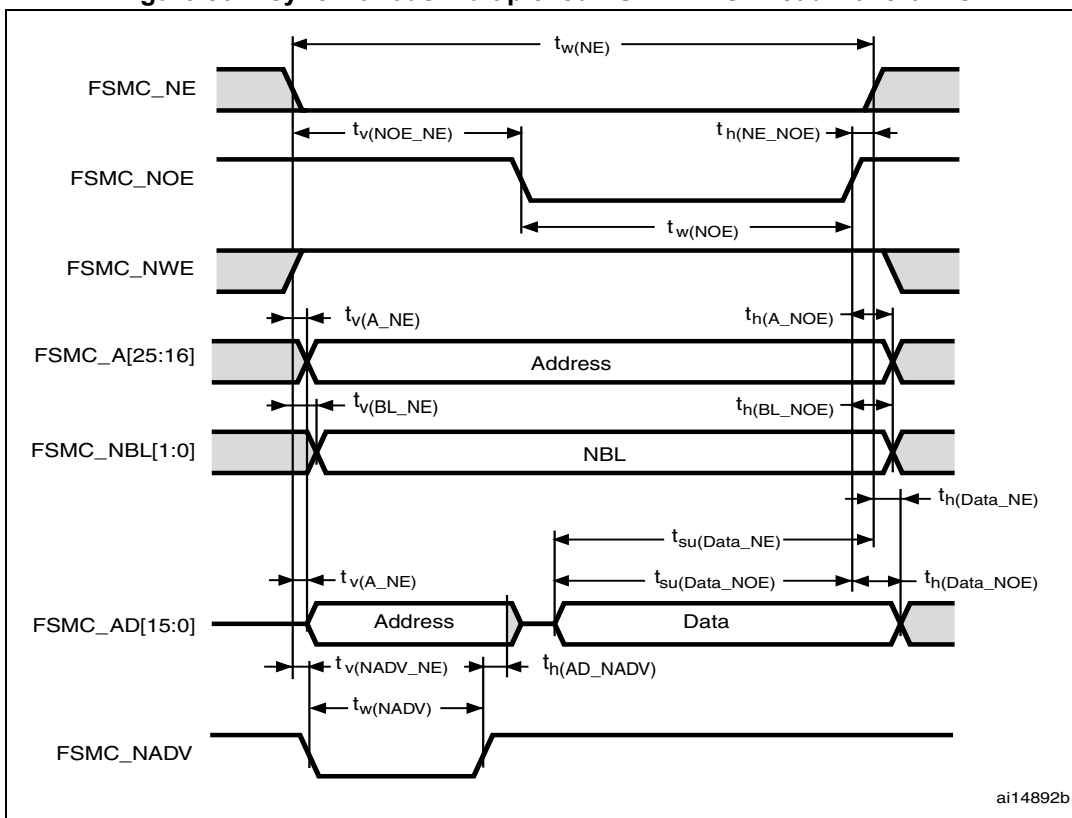 t_w(NE)
FSMC_NE
t_v(NOE_NE)
t_h(NE_NOE)
FSMC_NOE
t_w(NOE)
FSMC_NWE
t_v(A_NE)
t_h(A_NOE)
FSMC_A[25:16]
Address
t_v(BL_NE)
t_h(BL_NOE)
FSMC_NBL[1:0]
NBL
t_h(Data_NE)
t_su(Data_NE)
t_v(A_NE)
t_su(Data_NOE)
t_h(Data_NOE)
FSMC_AD[15:0]
Address
Data
t_v(NADV_NE)
t_h(AD_NADV)
t_w(NADV)
FSMC_NADV
ai14892b